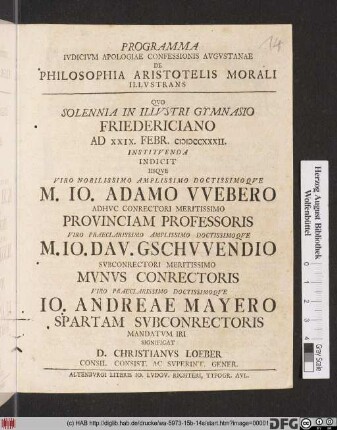 14
PROGRAMMA
IVDICIVM APOLOGIAE CONFESSIONIS AVGVSTANAE
DE
PHILOSOPHIA ARISTOTELIS MORALI
ILLVSTRANS
QVO
SOLENNIA IN ILLVSTRI GYMNASIO
FRIEDERICIANO
AD XXIX. FEBR. CIƆIƆCCXXXII.
INSTITVENDA
INDICIT
IISQVE
VIRO NOBILISSIMO AMPLISSIMO DOCTISSIMOQVE
M. IO. ADAMO VVEBERO
ADHVC CONRECTORI MERITISSIMO
PROVINCIAM PROFESSORIS
VIRO PRAECLARISSIMO AMPLISSIMO DOCTISSIMOQVE
M. IO. DAV. GSCHVVENDIO
SVBCONRECTORI MERITISSIMO
MVNVS CONRECTORIS
VIRO PRAECLARISSIMO DOCTISSIMOQVE
IO. ANDREAE MAYERO
SPARTAM SVBCONRECTORIS
MANDATVM IRI
SIGNIFICAT
D. CHRISTIANVS LOEBER
CONSIL. CONSIST. AC SVPERINT. GENER.
ALTENBVRGI LITERIS IO. LVDOV. RICHTERI, TYPOGR. AVL.
Herzog August Bibliothek
Wolfenbüttel
Grey Scale
(c) HAB http://diglib.hab.de/drucke/wa-5973-15b-14s/start.htm?image=00001
DFG